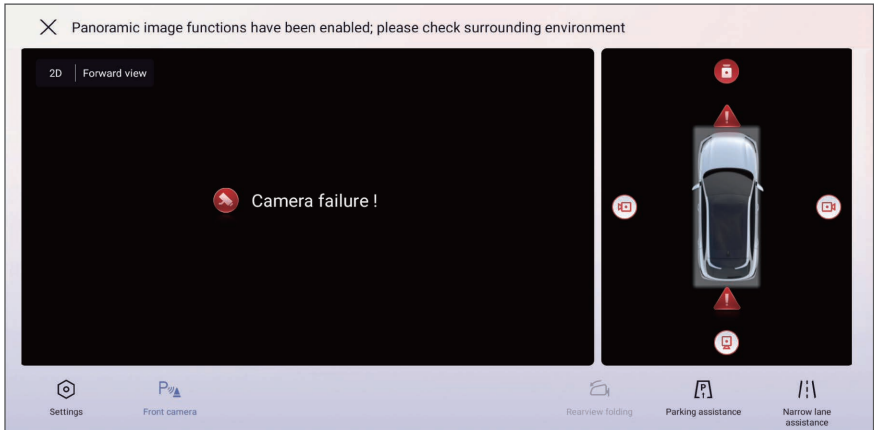 Panoramic image functions have been enabled; please check surrounding environment
2D Forward view
Camera failure !
Settings
Front camera
Rearview folding
Parking assistance
Narrow lane
assistance